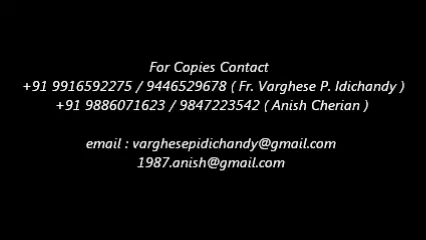 For Copies Contact
+91 9916592275 / 9446529678 ( Fr. Varghese P. Idichandy )
+91 9886071623 / 9847223542 ( Anish Cherian )
email : varghesepidichandy@gmail.com
1987.anish@gmail.com